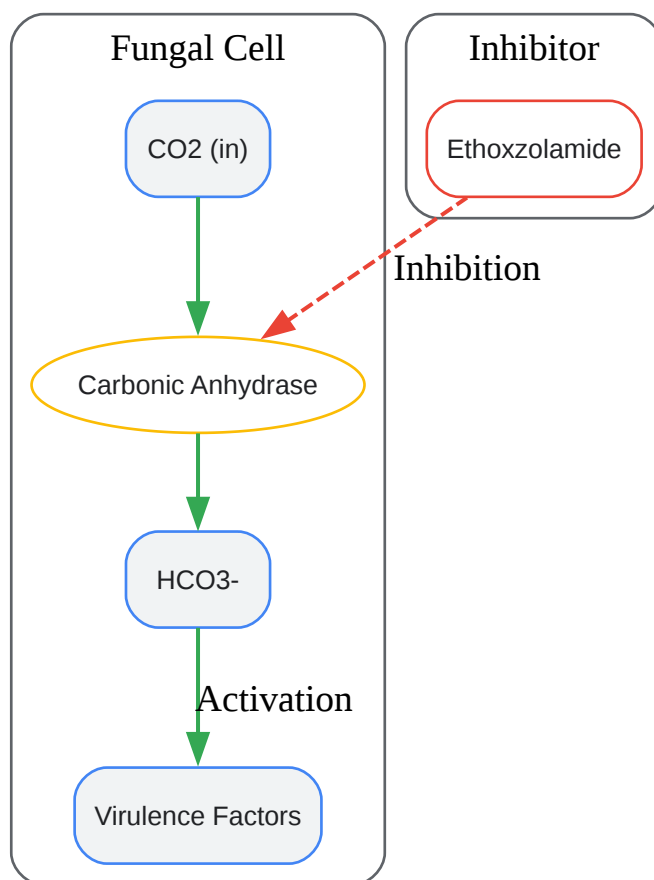 Fungal Cell
Inhibitor
CO2 (in)
Ethoxzolamide
Inhibition
Carbonic Anhydrase
HCO3-
Activation
Virulence Factors